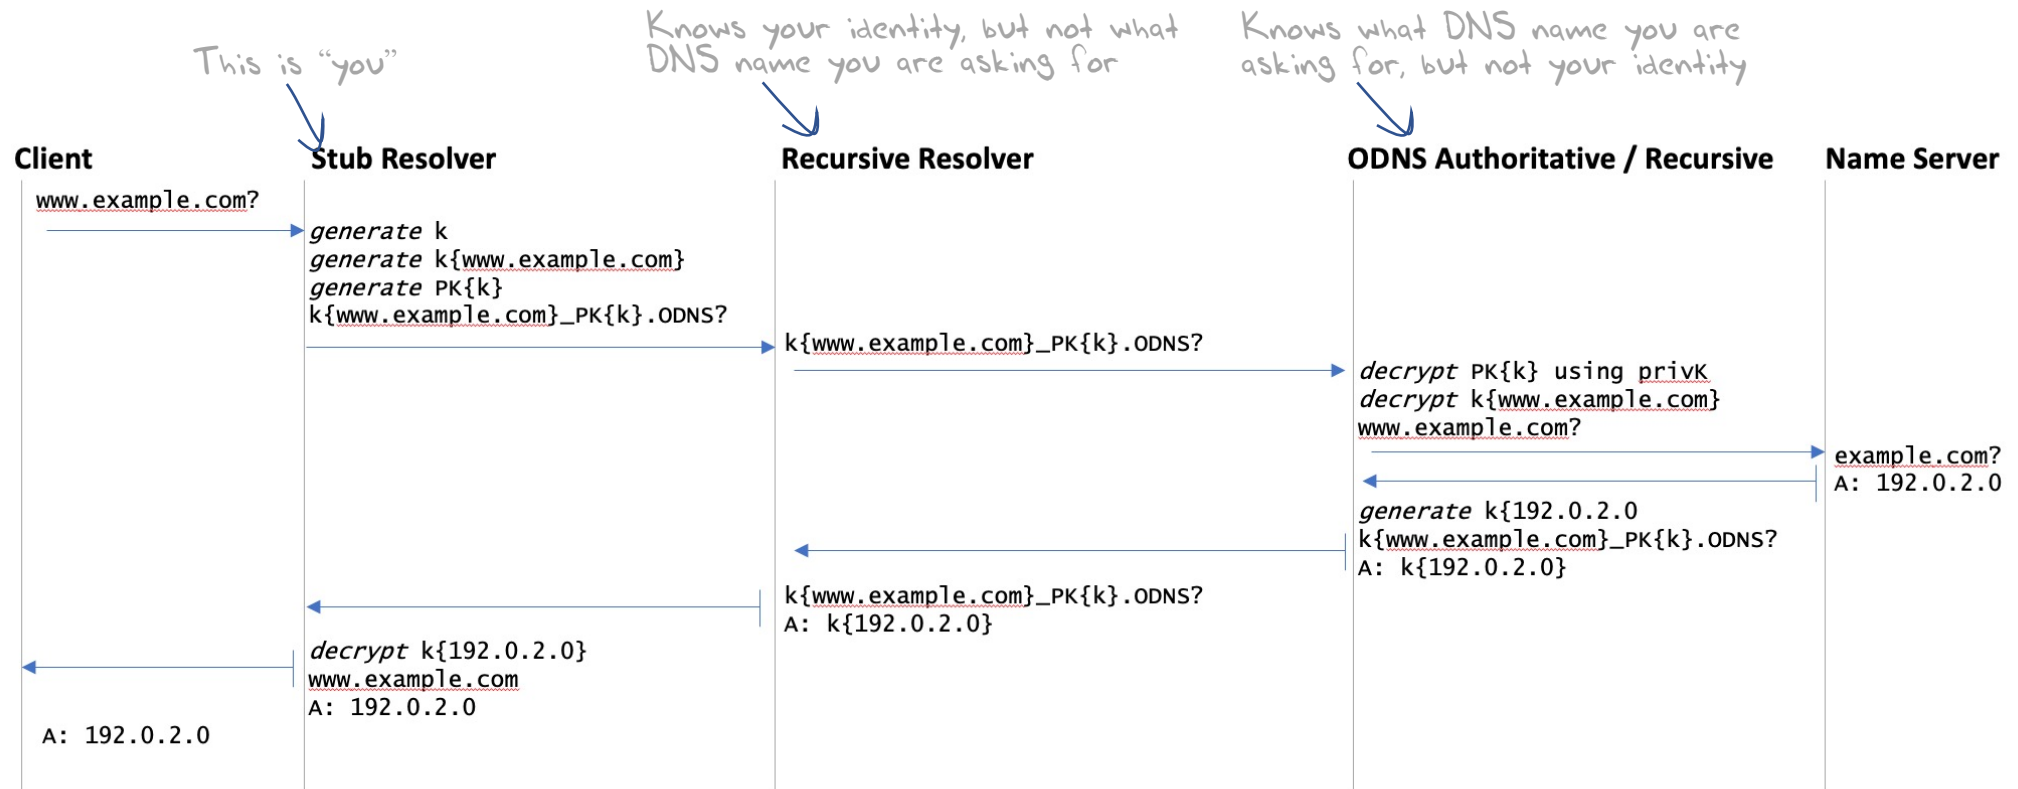 This is “you”
Knows your identity, but not what
DNS name you are asking for
Knows what DNS name you are
asking for, but not your identity
Client
Stub Resolver
Recursive Resolver
ODNS Authoritative / Recursive
Name Server
www.example.com?
generate k
generate k{www.example.com}
generate PK{k}
k{www.example.com}_PK{k}.ODNS?
k{www.example.com}_PK{k}.ODNS?
decrypt PK{k} using privK
decrypt k{www.example.com}
www.example.com?
example.com?
A: 192.0.2.0
generate k{192.0.2.0
k{www.example.com}_PK{k}.ODNS?
A: k{192.0.2.0}
k{www.example.com}_PK{k}.ODNS?
A: k{192.0.2.0}
decrypt k{192.0.2.0}
www.example.com
A: 192.0.2.0
A: 192.0.2.0